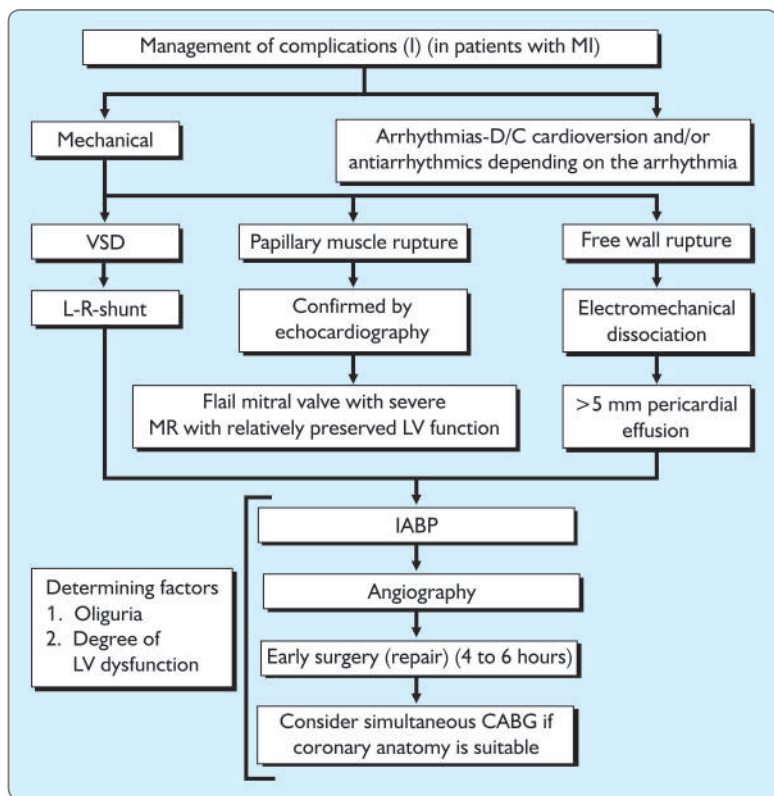 Management of complications (I) (in patients with MI)
Mechanical
Arrhythmias-D/C cardioversion and/or
antiarrhythmics depending on the arrhythmia
VSD
Papillary muscle rupture
Free wall rupture
L-R-shunt
Confirmed by
echocardiography
Electromechanical
dissociation
Flail mitral valve with severe
MR with relatively preserved LV function
>5 mm pericardial
effusion
IABP
Determining factors
1. Oliguria
2. Degree of
LV dysfunction
Angiography
Early surgery (repair) (4 to 6 hours)
Consider simultaneous CABG if
coronary anatomy is suitable